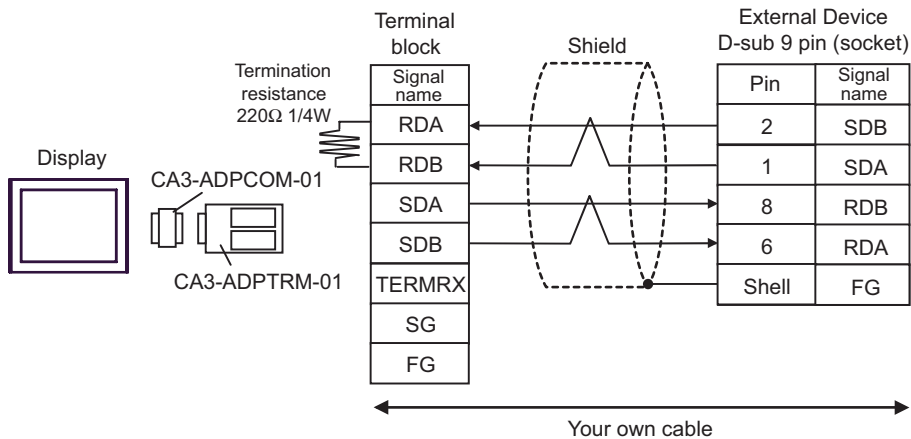 Terminal
block
External Device
D-sub 9 pin (socket)
Shield
Termination
resistance
220Ω 1/4W
Display
CA3-ADPCOM-01
CA3-ADPTRM-01
Signal
name
RDA
RDB
SDA
SDB
TERMRX
SG
FG
Pin
Signal
name
2
SDB
1
SDA
8
RDB
6
RDA
Shell
FG
Your own cable